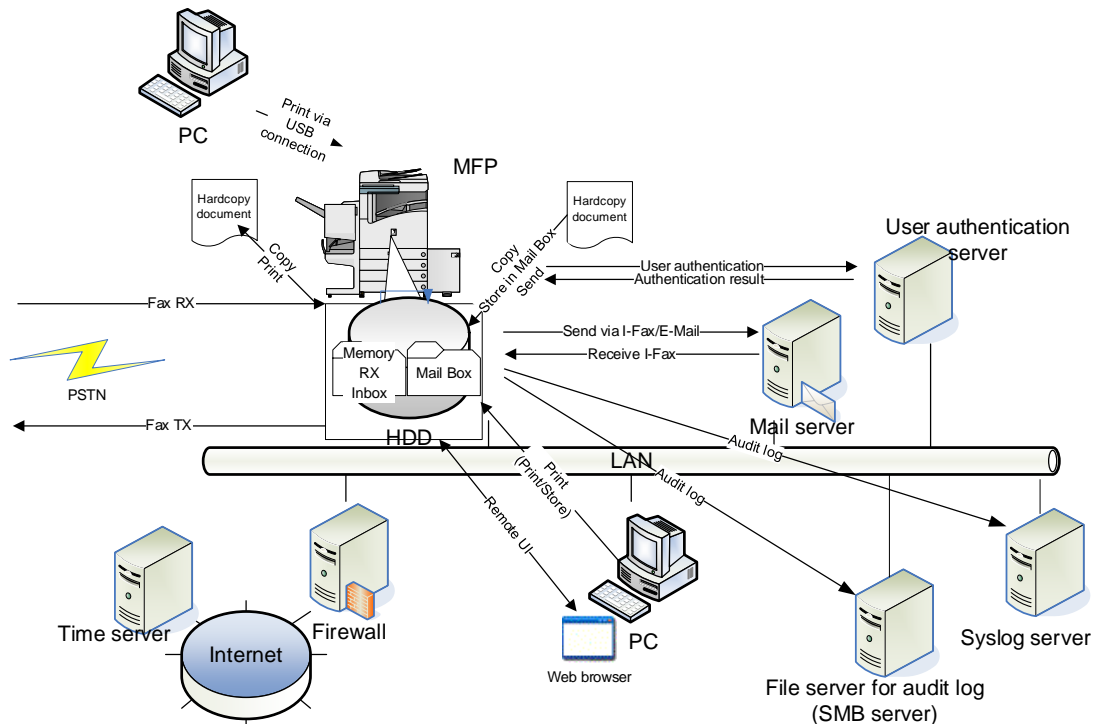 PC
Print via
USB
connection
MFP
Hardcopy
document
Hardcopy
document
Copy
Print
Copy
Store in Mail Box
Send
User authentication
server
User authentication
Authentication result
Fax RX
Send via I-Fax/E-Mail
Receive I-Fax
Memory
RX
Inbox
Mail Box
PSTN
Fax TX
HDD
Mail server
LAN
Audit log
Audit log
Print
(Print/Store)
Remote UI
Time server
Firewall
Internet
PC
Web browser
Syslog server
File server for audit log
(SMB server)